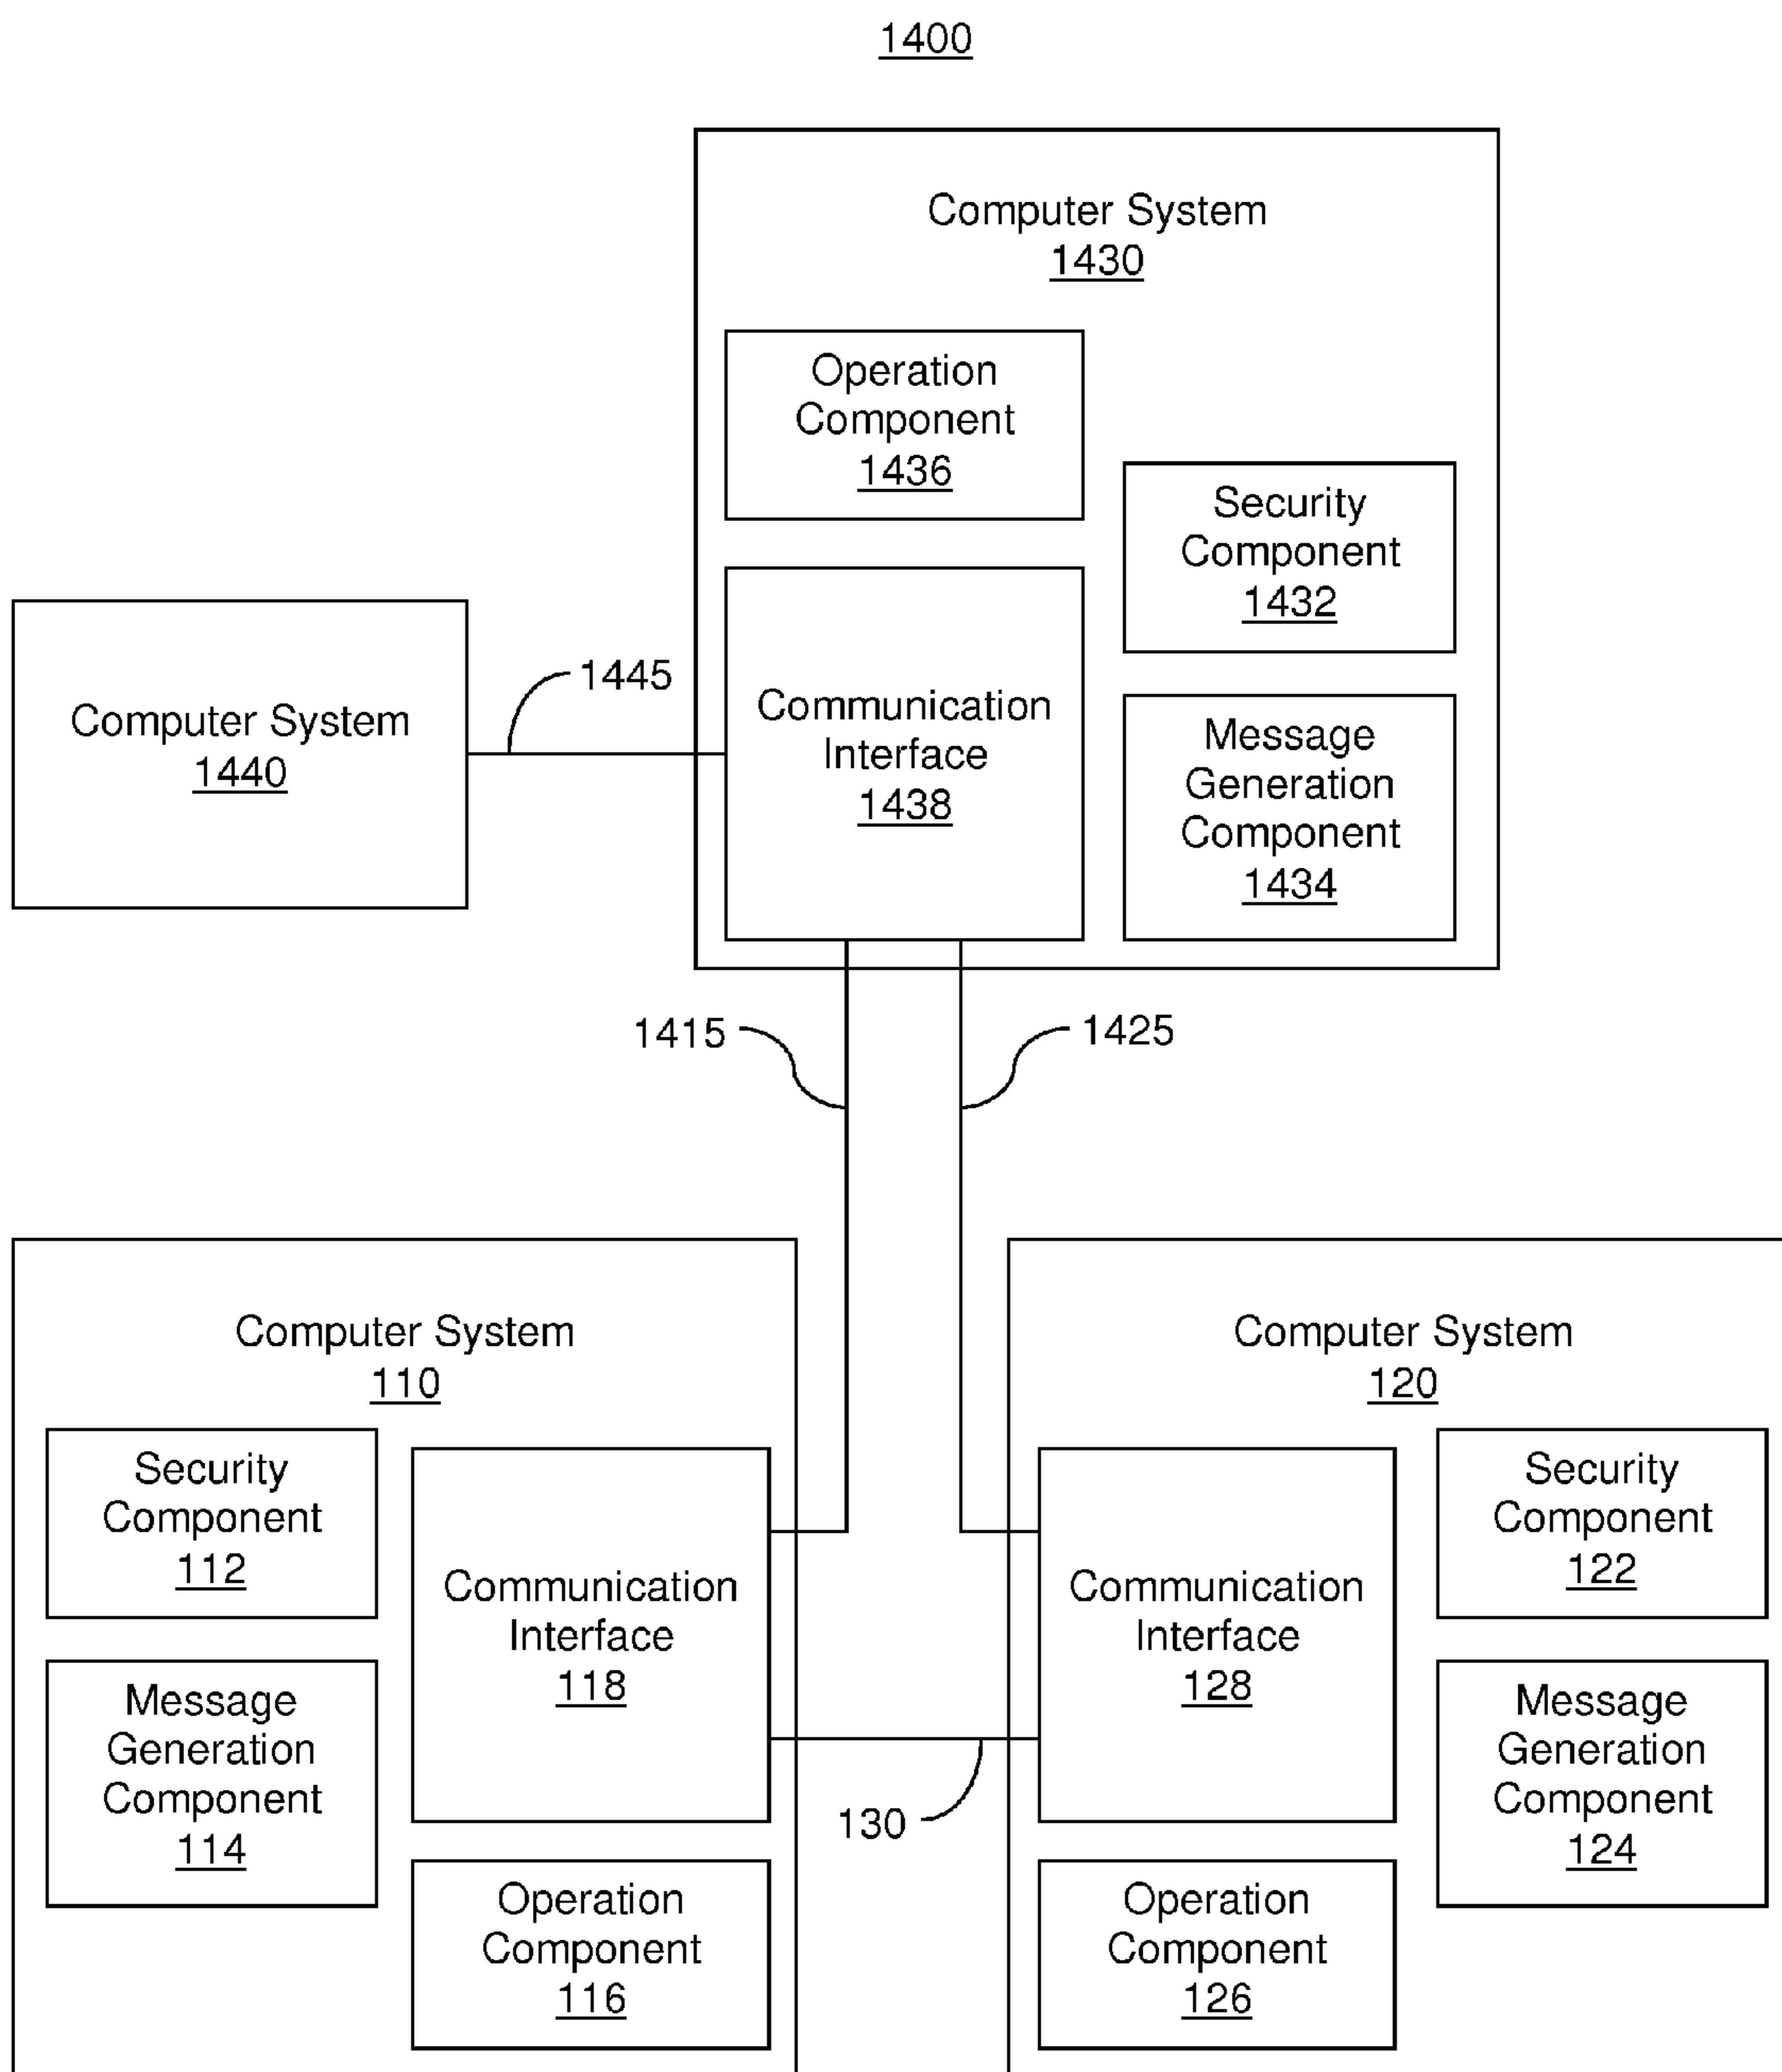 1400
Computer System
1430
Operation
Component
1436
Security
Component
1432
Communication
Interface
1438
Message
Generation
Component
1434
Computer System
1440
1445
1415
1425
Computer System
110
Security
Component
112
Message
Generation
Component
114
Communication
Interface
118
Operation
Component
116
130
Computer System
120
Communication
Interface
128
Operation
Component
126
Security
Component
122
Message
Generation
Component
124